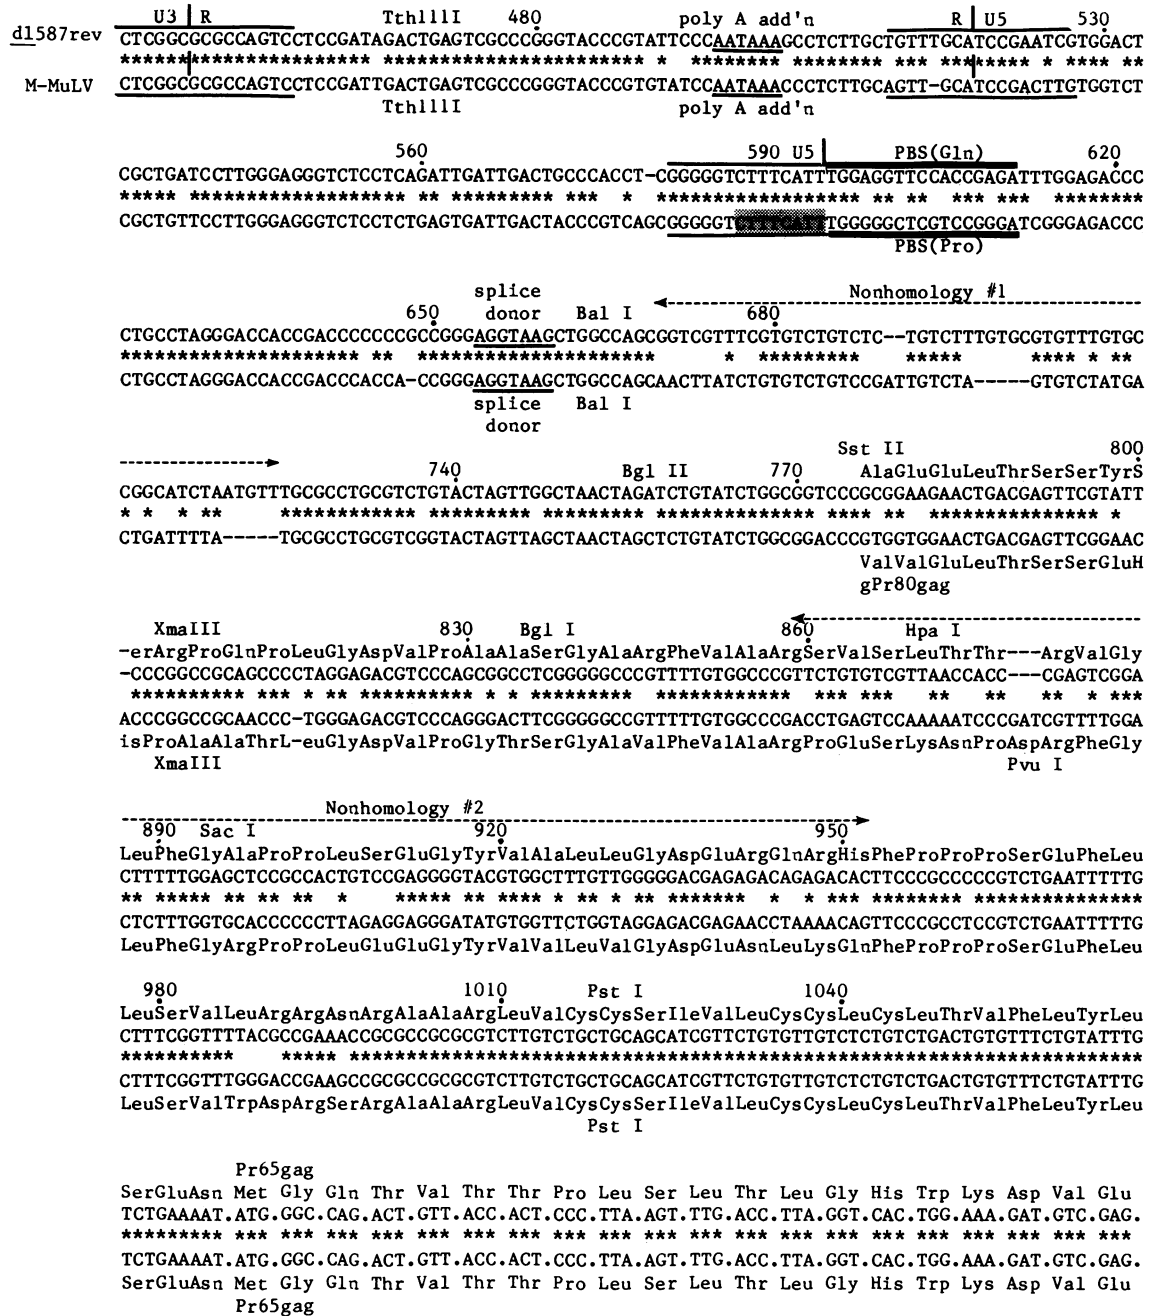 U3 R TthlllI 480 poly A add'n R U5 530
dl587rev CTCGGCGCGCCAGTCCTCCGATAGACTGAGTCGCCCGGGTACCCGTATTCCCAATAAAGCCTCTTGCTGTTTGCATCCGAATCGTGGACT
M-MuLV CTCGGCGCGCCAGTCCTCCGATTGACTGAGTCGCCCGGGTACCCGTGTATCCAATAAACCCTCTTGCAGTT-GCATCCGACTTGTGGTCT
TthlllI poly A add'n
560 590 U5 PBS(Gln) 620
CGCTGATCCTTGGGAGGGTCTCCTCAGATTGATTGACTGCCCACCT-CGGGGGTCTTTCATTTGGAGGTTCCACCGAGATTTGGAGACCC
CGCTGTTCCTTGGGAGGGTCTCCTCTGAGTGATTGACTACCCGTCAGCGGGGGTCTTTCATTTGGGGGCTCGTCCGGGATCGGGAGACCC
PBS(Pro)
splice Nonhomology #1
650 donor Bal I 680
CTGCCTAGGGACCACCGACCCCCCCGCCGGGAGGTAAGCTGGCCAGCGGTCGTTTCGTGTCTGTCTC--TGTCTTTGTGCGTGTTTGTGC
CTGCCTAGGGACCACCGACCCACCA-CCGGGAGGTAAGCTGGCCAGCAACTTATCTGTGTCTGTCCGATTGTCTA-----GTGTCTATGA
splice Bal I
donor
Sst II
740 Bgl II 770 800
AlaGluGluLeuThrSerSerTyrS
CGGCATCTAATGTTTGCGCCTGCGTCTGTACTAGTTGGCTAACTAGATCTGTATCTGGCGGTCCCGCGGAAGAACTGACGAGTTCGTATT
CTGATTTTA-----TGCGCCTGCGTCGGTACTAGTTAGCTAACTAGCTCTGTATCTGGCGGACCCGTGGTGGAACTGACGAGTTCGGAAC
ValValGluLeuThrSerSerGluH
gPr80gag
XmaIII 830 Bgl I 860 Hpa I
-erArgProGlnProLeuGlyAspValProAlaAlaSerGlyAlaArgPheValAlaArgSerValSerLeuThrThr---ArgValGly
-CCCGGCCGCAGCCCCTAGGAGACGTCCCAGCGGCCTCGGGGGCCCGTTTTGTGGCCCGTTCTGTGTCGTTAACCACC---CGAGTCGGA
ACCCGGCCGCAACCC-TGGGAGACGTCCCAGGGACTTCGGGGGCCGTTTTTGTGGCCCGACCTGAGTCCAAAAATCCCGATCGTTTTGGA
isProAlaAlaThrL-euGlyAspValProGlyThrSerGlyAlaValPheValAlaArgProGluSerLysAsnProAspArgPheGly
XmaIII Pvu I
Nonhomology #2
890 Sac I 920 950
LeuPheGlyAlaProProLeuSerGluGlyTyrValAlaLeuLeuGlyAspGluArgGlnArgHisPheProProProSerGluPheLeu
CTTTTTGGAGCTCCGCCACTGTCCGAGGGGTACGTGGCTTTGTTGGGGGACGAGAGACAGAGACACTTCCCGCCCCCGTCTGAATTTTTG
CTCTTTGGTGCACCCCCCTTAGAGGAGGGATATGTGGTTCTGGTAGGAGACGAGAACCTAAAACAGTTCCCGCCTCCGTCTGAATTTTTG
LeuPheGlyArgProProLeuGluGluGlyTyrValValLeuValGlyAspGluAsnLeuLysGlnPheProProProSerGluPheLeu
980 1010 Pst I 1040
LeuSerValLeuArgArgAsnArgAlaAlaArgLeuValCysCysSerIleValLeuCysCysLeuCysLeuThrValPheLeuTyrLeu
CTTTCGGTTTTACGCCGAAACCGCGCCGCGCGTCTTGTCTGCTGCAGCATCGTTCTGTGTTGTCTCTGTCTGACTGTGTTTCTGTATTTG
CTTTCGGTTTGGGACCGAAGCCGCGCCGCGCGTCTTGTCTGCTGCAGCATCGTTCTGTGTTGTCTCTGTCTGACTGTGTTTCTGTATTTG
LeuSerValTrpAspArgSerArgAlaAlaArgLeuValCysCysSerIleValLeuCysCysLeuCysLeuThrValPheLeuTyrLeu
Pst I
Pr65gag
SerGluAsn Met Gly Gln Thr Val Thr Thr Pro Leu Ser Leu Thr Leu Gly His Trp Lys Asp Val Glu
TCTGAAAAT.ATG.GGC.CAG.ACT.GTT.ACC.ACT.CCC.TTA.AGT.TTG.ACC.TTA.GGT.CAC.TGG.AAA.GAT.GTC.GAG.
TCTGAAAAT.ATG.GGC.CAG.ACT.GTT.ACC.ACT.CCC.TTA.AGT.TTG.ACC.TTA.GGT.CAC.TGG.AAA.GAT.GTC.GAG.
SerGluAsn Met Gly Gln Thr Val Thr Thr Pro Leu Ser Leu Thr Leu Gly His Trp Lys Asp Val Glu
Pr65gag